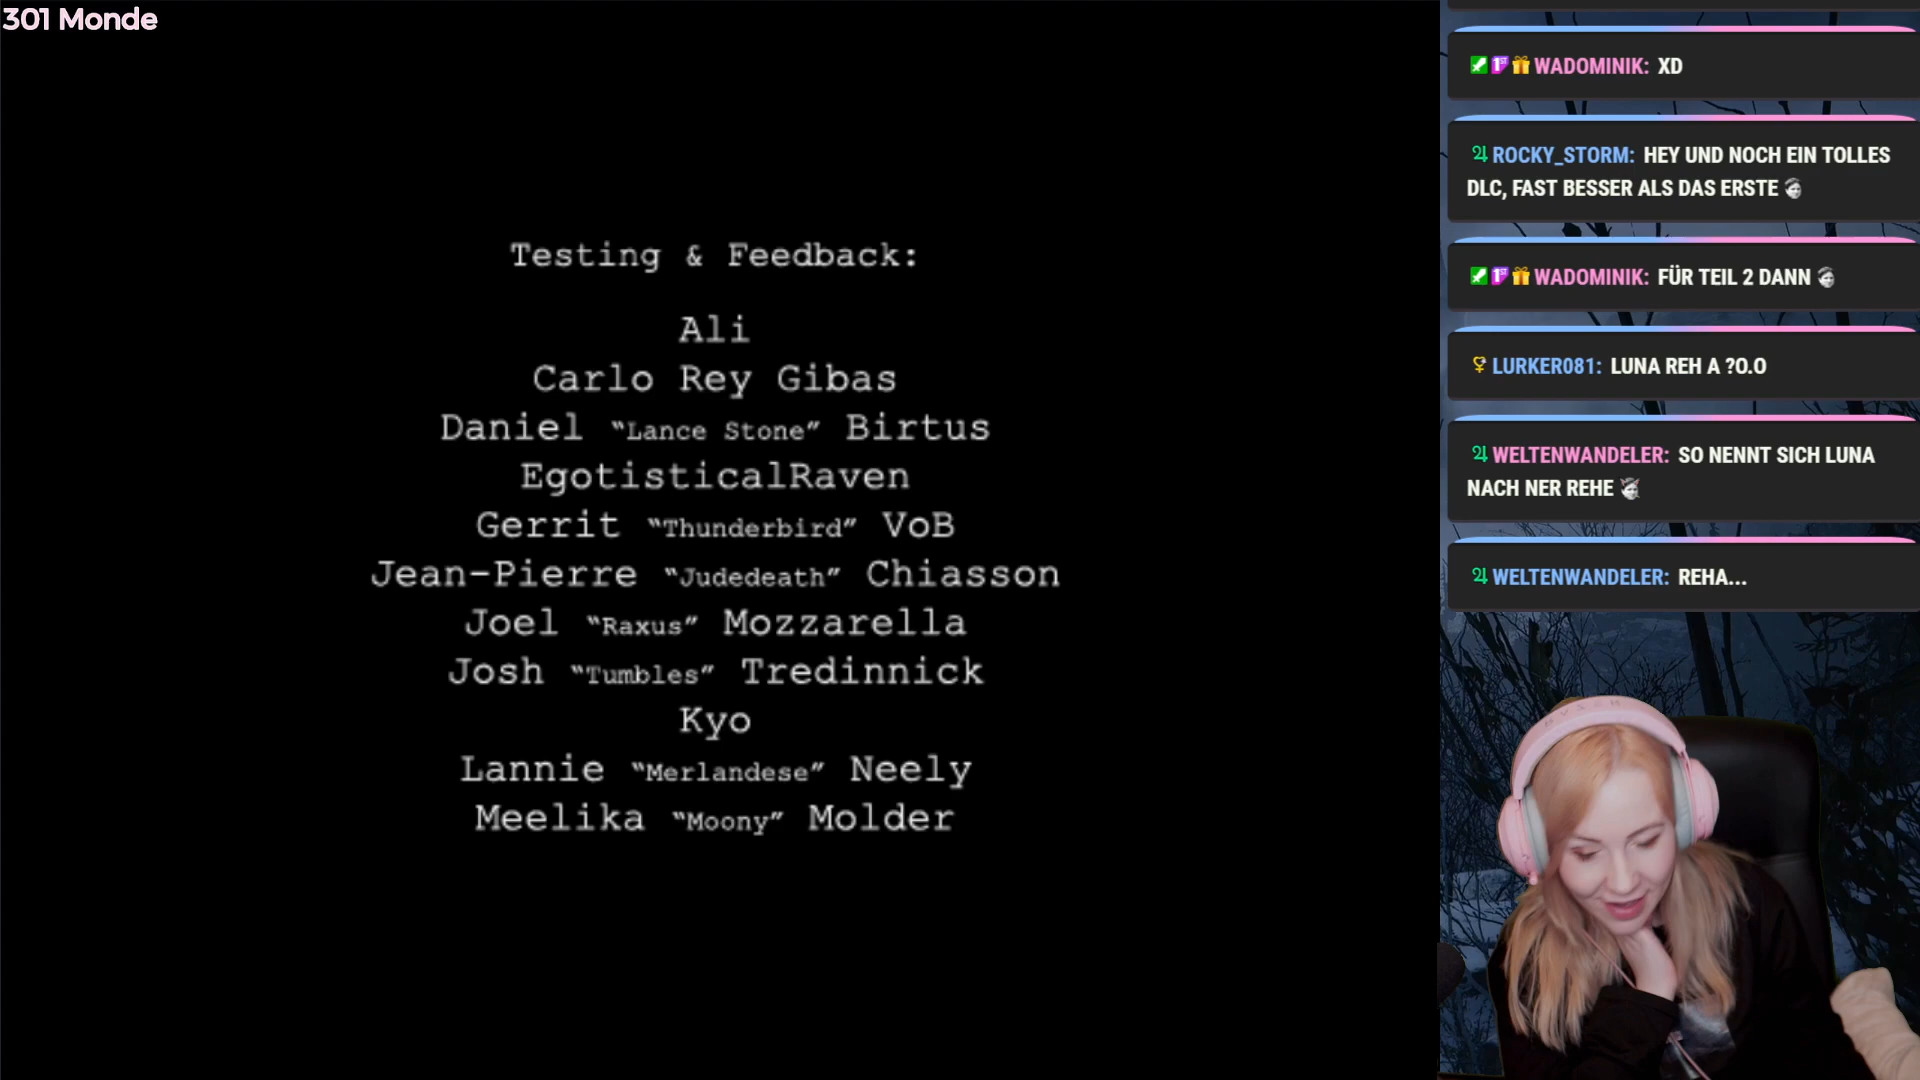 301 Monde
Testing & Feedback:
Ali
Carlo Rey Gibas
Daniel "Lance Stone" Birtus
EgotisticalRaven
Gerrit "Thunderbird" VoB
Jean-Pierre "Judedeath" Chiasson
Joel "Raxus" Mozzarella
Josh "Tumbles" Tredinnick
Kyo
Lannie "Merlandese" Neely
Meelika "Moony" Molder
WADOMINIK: XD
ROCKY_STORM: HEY UND NOCH EIN TOLLES
DLC, FAST BESSER ALS DAS ERSTE
WADOMINIK: FÜR TEIL 2 DANN
LURKER081: LUNA REH A ?O.O
WELTENWANDELER: SO NENNT SICH LUNA
NACH NER REHE
WELTENWANDELER: REHA...